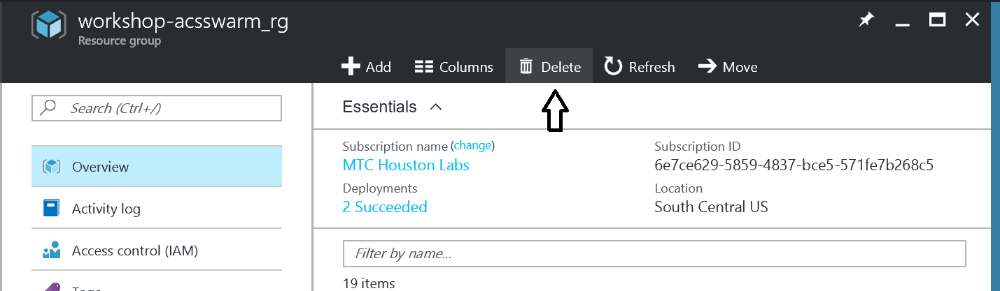 workshop-acsswarm_rg
Resource group
Add Columns Delete Refresh Move
Search (Ctrl+/)
Essentials
Overview
Activity log
Access control (IAM)
Tags
Subscription name (change)
MTC Houston Labs
Deployments
2 Succeeded
Subscription ID
6e7ce629-5859-4837-bce5-571fe7b268c5
Location
South Central US
Filter by name...
19 items